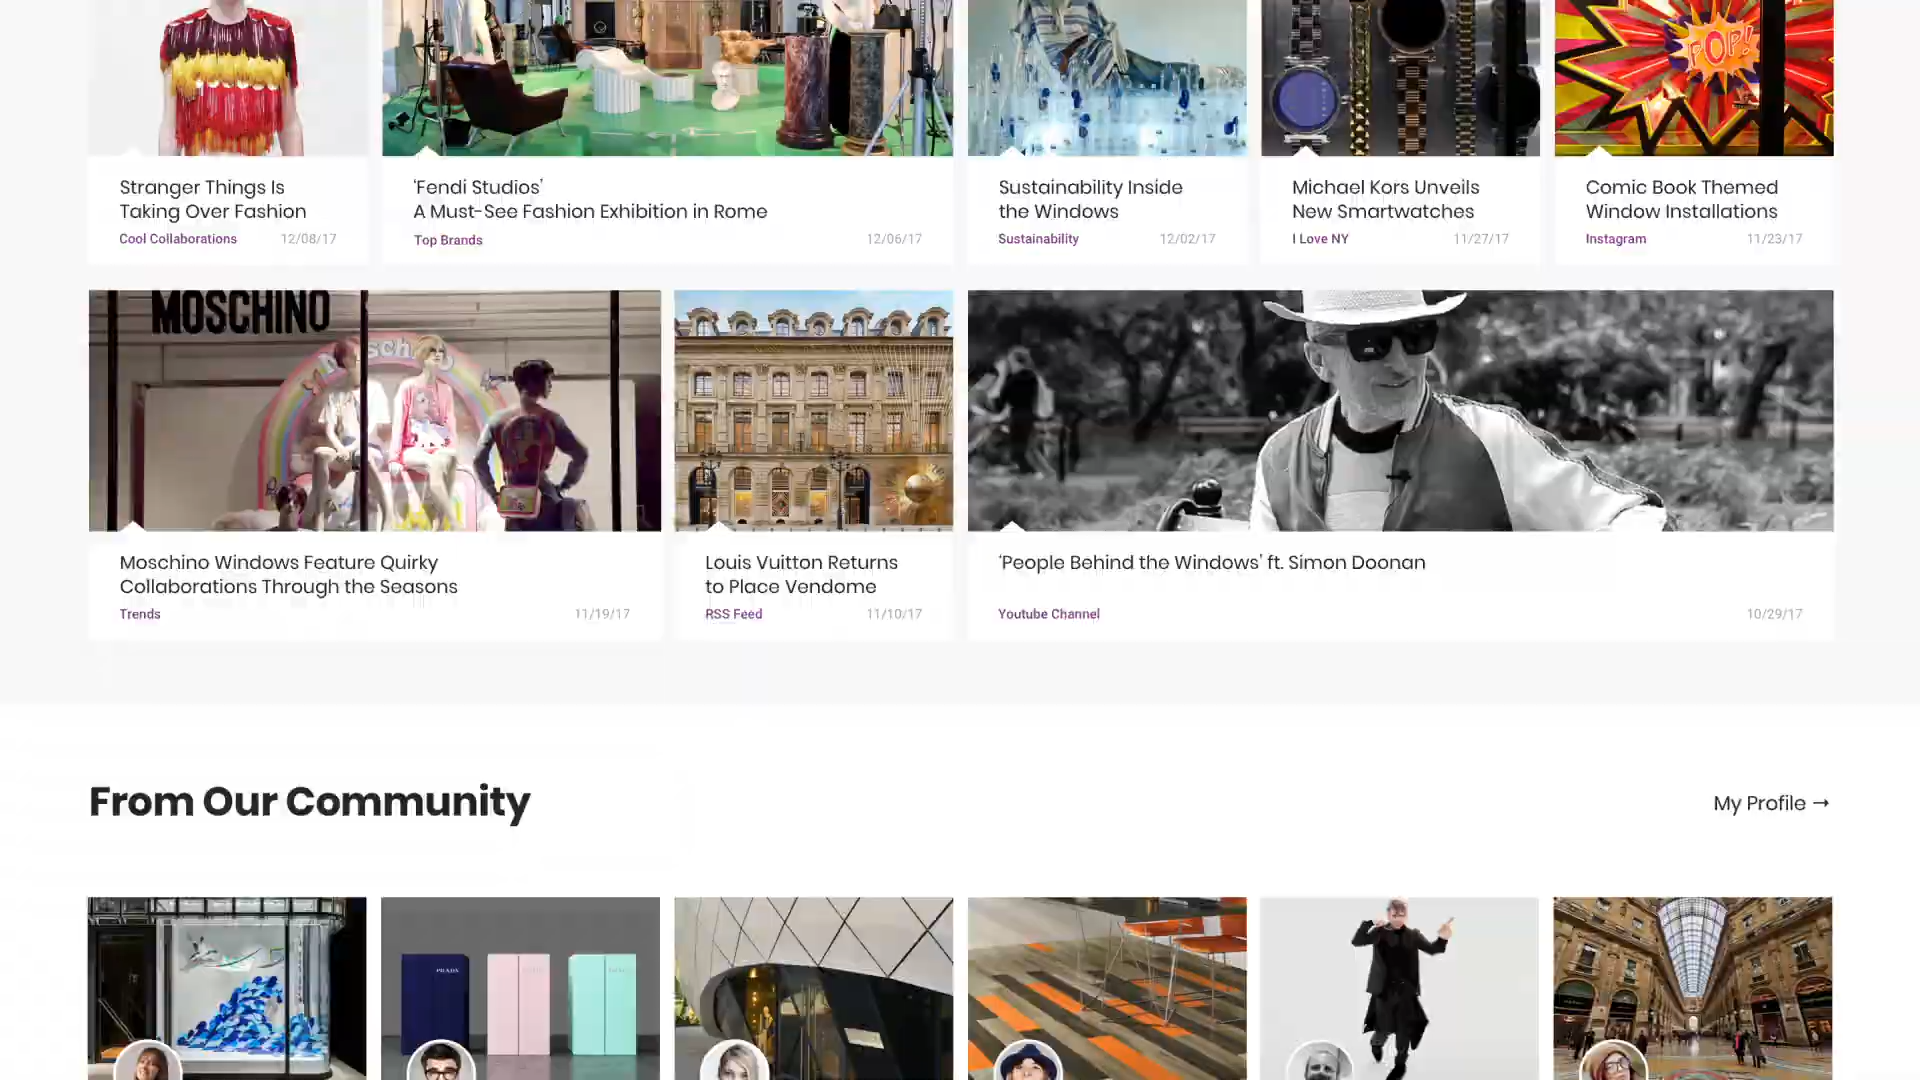 POP!
Stranger Things Is
Taking Over Fashion
Cool Collaborations 12/08/17
‘Fendi Studios’
A Must-See Fashion Exhibition in Rome
Top Brands 12/06/17
Sustainability Inside
the Windows
Sustainability 12/02/17
Michael Kors Unveils
New Smartwatches
I Love NY 11/27/17
Comic Book Themed
Window Installations
Instagram 11/23/17
MOSCHINO
Moschino Windows Feature Quirky
Collaborations Through the Seasons
Trends 11/19/17
Louis Vuitton Returns
to Place Vendome
RSS Feed 11/10/17
‘People Behind the Windows’ ft. Simon Doonan
Youtube Channel 10/29/17
From Our Community
My Profile →
PRADA